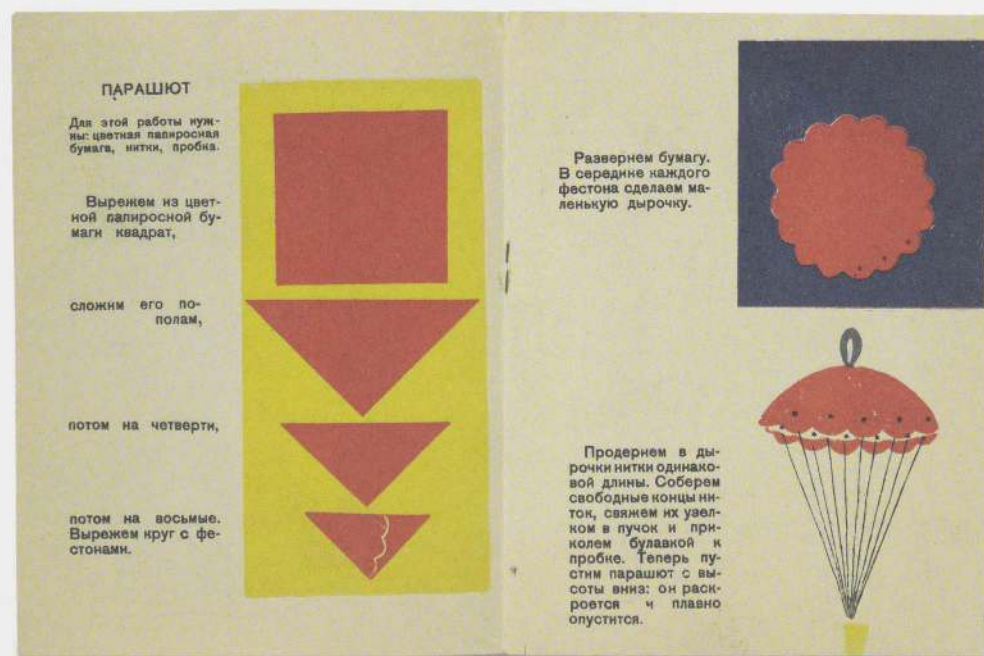 ПАРАШЮТ
Для этой работы нуж-
ны: цветная папиросная
бумага, нитки, пробка.
Вырежем из цвет-
ной папиросной бу-
маги квадрат,
сложим его по-
полам,
потом на четверти,
потом на восьмые.
Вырежем круг с фе-
стонами.
Развернем бумагу.
В середине каждого
фестона сделаем ма-
ленькую дырочку.
Продернем в ды-
рочки нитки одинако-
вой длины. Соберем
свободные концы ни-
ток, свяжем их узел-
ком в пучок и при-
колем булавкой к
пробке. Теперь пу-
стим парашют с вы-
соты вниз: он раск-
роется и плавно
опустится.